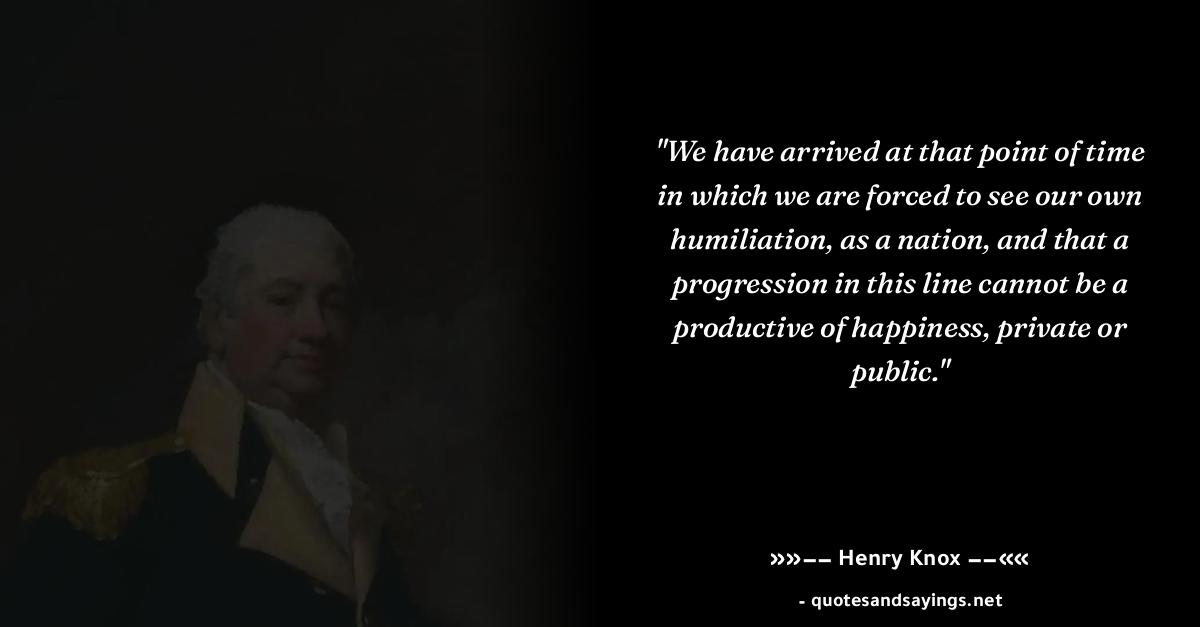 "We have arrived at that point of time
in which we are forced to see our own
humiliation, as a nation, and that a
progression in this line cannot be a
productive of happiness, private or
public."
»»−− Henry Knox −−««
- quotesandsayings.net